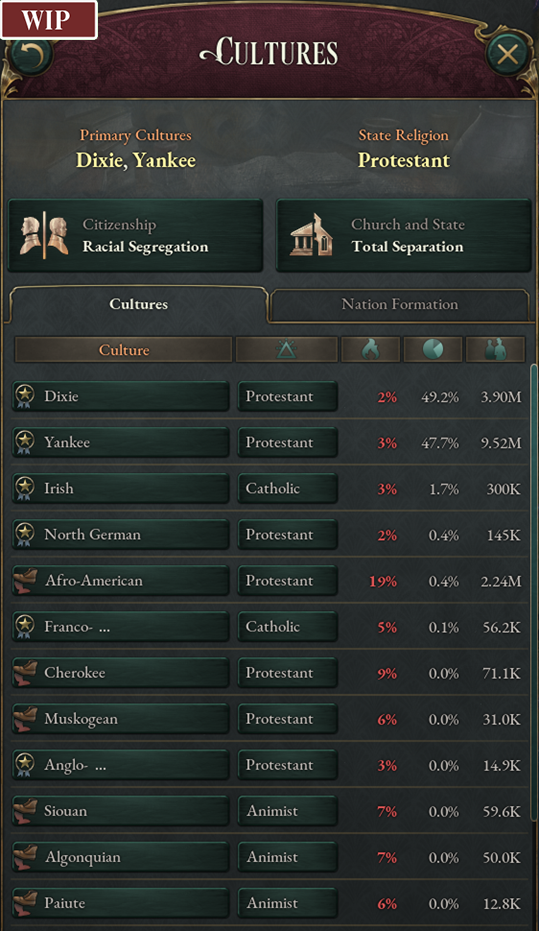 WIP
CULTURES
Primary Cultures
Dixie, Yankee
State Religion
Protestant
Citizenship
Racial Segregation
Church and State
Total Separation
Cultures
Nation Formation
Culture
Dixie Protestant 2% 49.2% 3.90M
Yankee Protestant 3% 47.7% 9.52M
Irish Catholic 3% 1.7% 300K
North German Protestant 2% 0.4% 145K
Afro-American Protestant 19% 0.4% 2.24M
Franco- ... Catholic 5% 0.1% 56.2K
Cherokee Protestant 9% 0.0% 71.1K
Muskogean Protestant 6% 0.0% 31.0K
Anglo- ... Protestant 3% 0.0% 14.9K
Siouan Animist 7% 0.0% 59.6K
Algonquian Animist 7% 0.0% 50.0K
Paiute Animist 6% 0.0% 12.8K